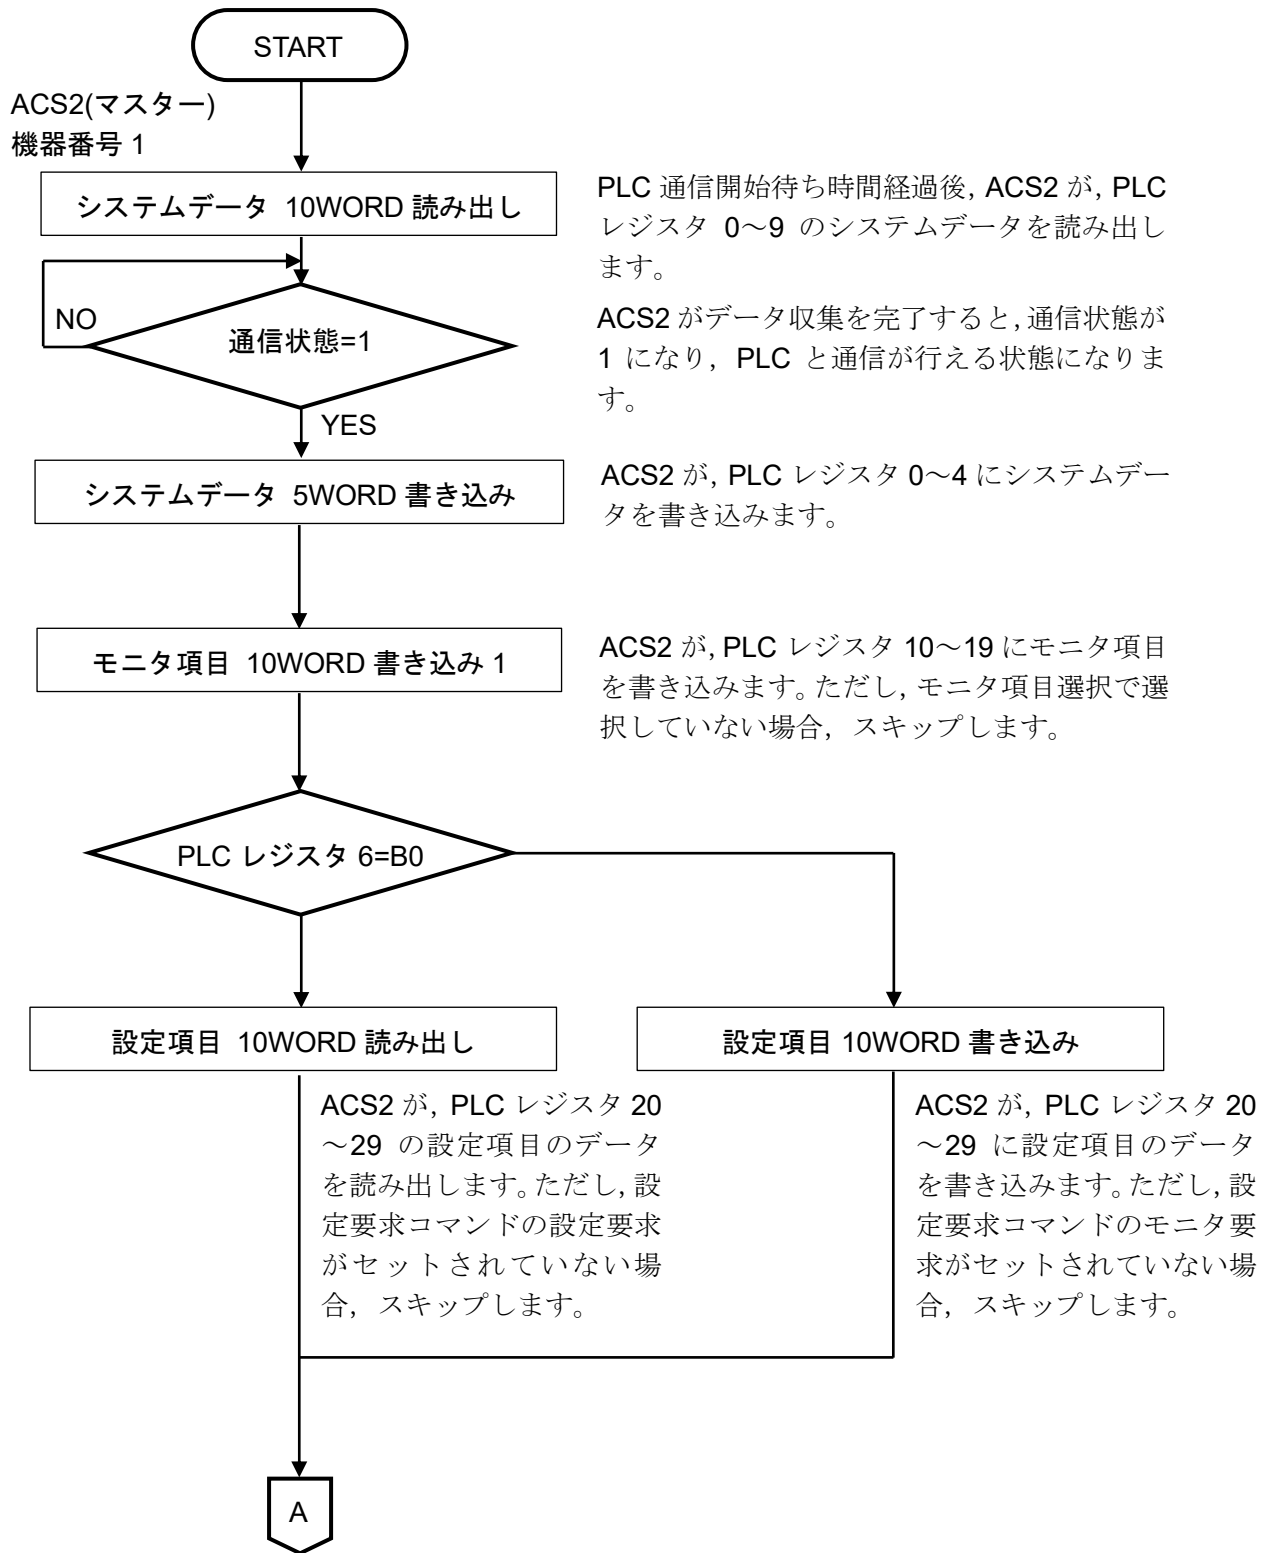 START
ACS2(マスター)
機器番号 1
システムデータ 10WORD 読み出し
PLC 通信開始待ち時間経過後, ACS2 が, PLC
レジスタ 0～9 のシステムデータを読み出し
ます。
NO
通信状態=1
ACS2 がデータ収集を完了すると, 通信状態が
1 になり, PLC と通信が行える状態になりま
す。
YES
システムデータ 5WORD 書き込み
ACS2 が, PLC レジスタ 0～4 にシステムデー
タを書き込みます。
モニタ項目 10WORD 書き込み 1
ACS2 が, PLC レジスタ 10～19 にモニタ項目
を書き込みます。ただし, モニタ項目選択で選
択していない場合, スキップします。
PLC レジスタ 6=B0
設定項目 10WORD 読み出し
設定項目 10WORD 書き込み
ACS2 が, PLC レジスタ 20
～29 の設定項目のデータ
を読み出します。ただし, 設
定要求コマンドの設定要求
がセットされていない場
合, スキップします。
ACS2 が, PLC レジスタ 20
～29 に設定項目のデータ
を書き込みます。ただし, 設
定要求コマンドのモニタ要
求がセットされていない場
合, スキップします。
A